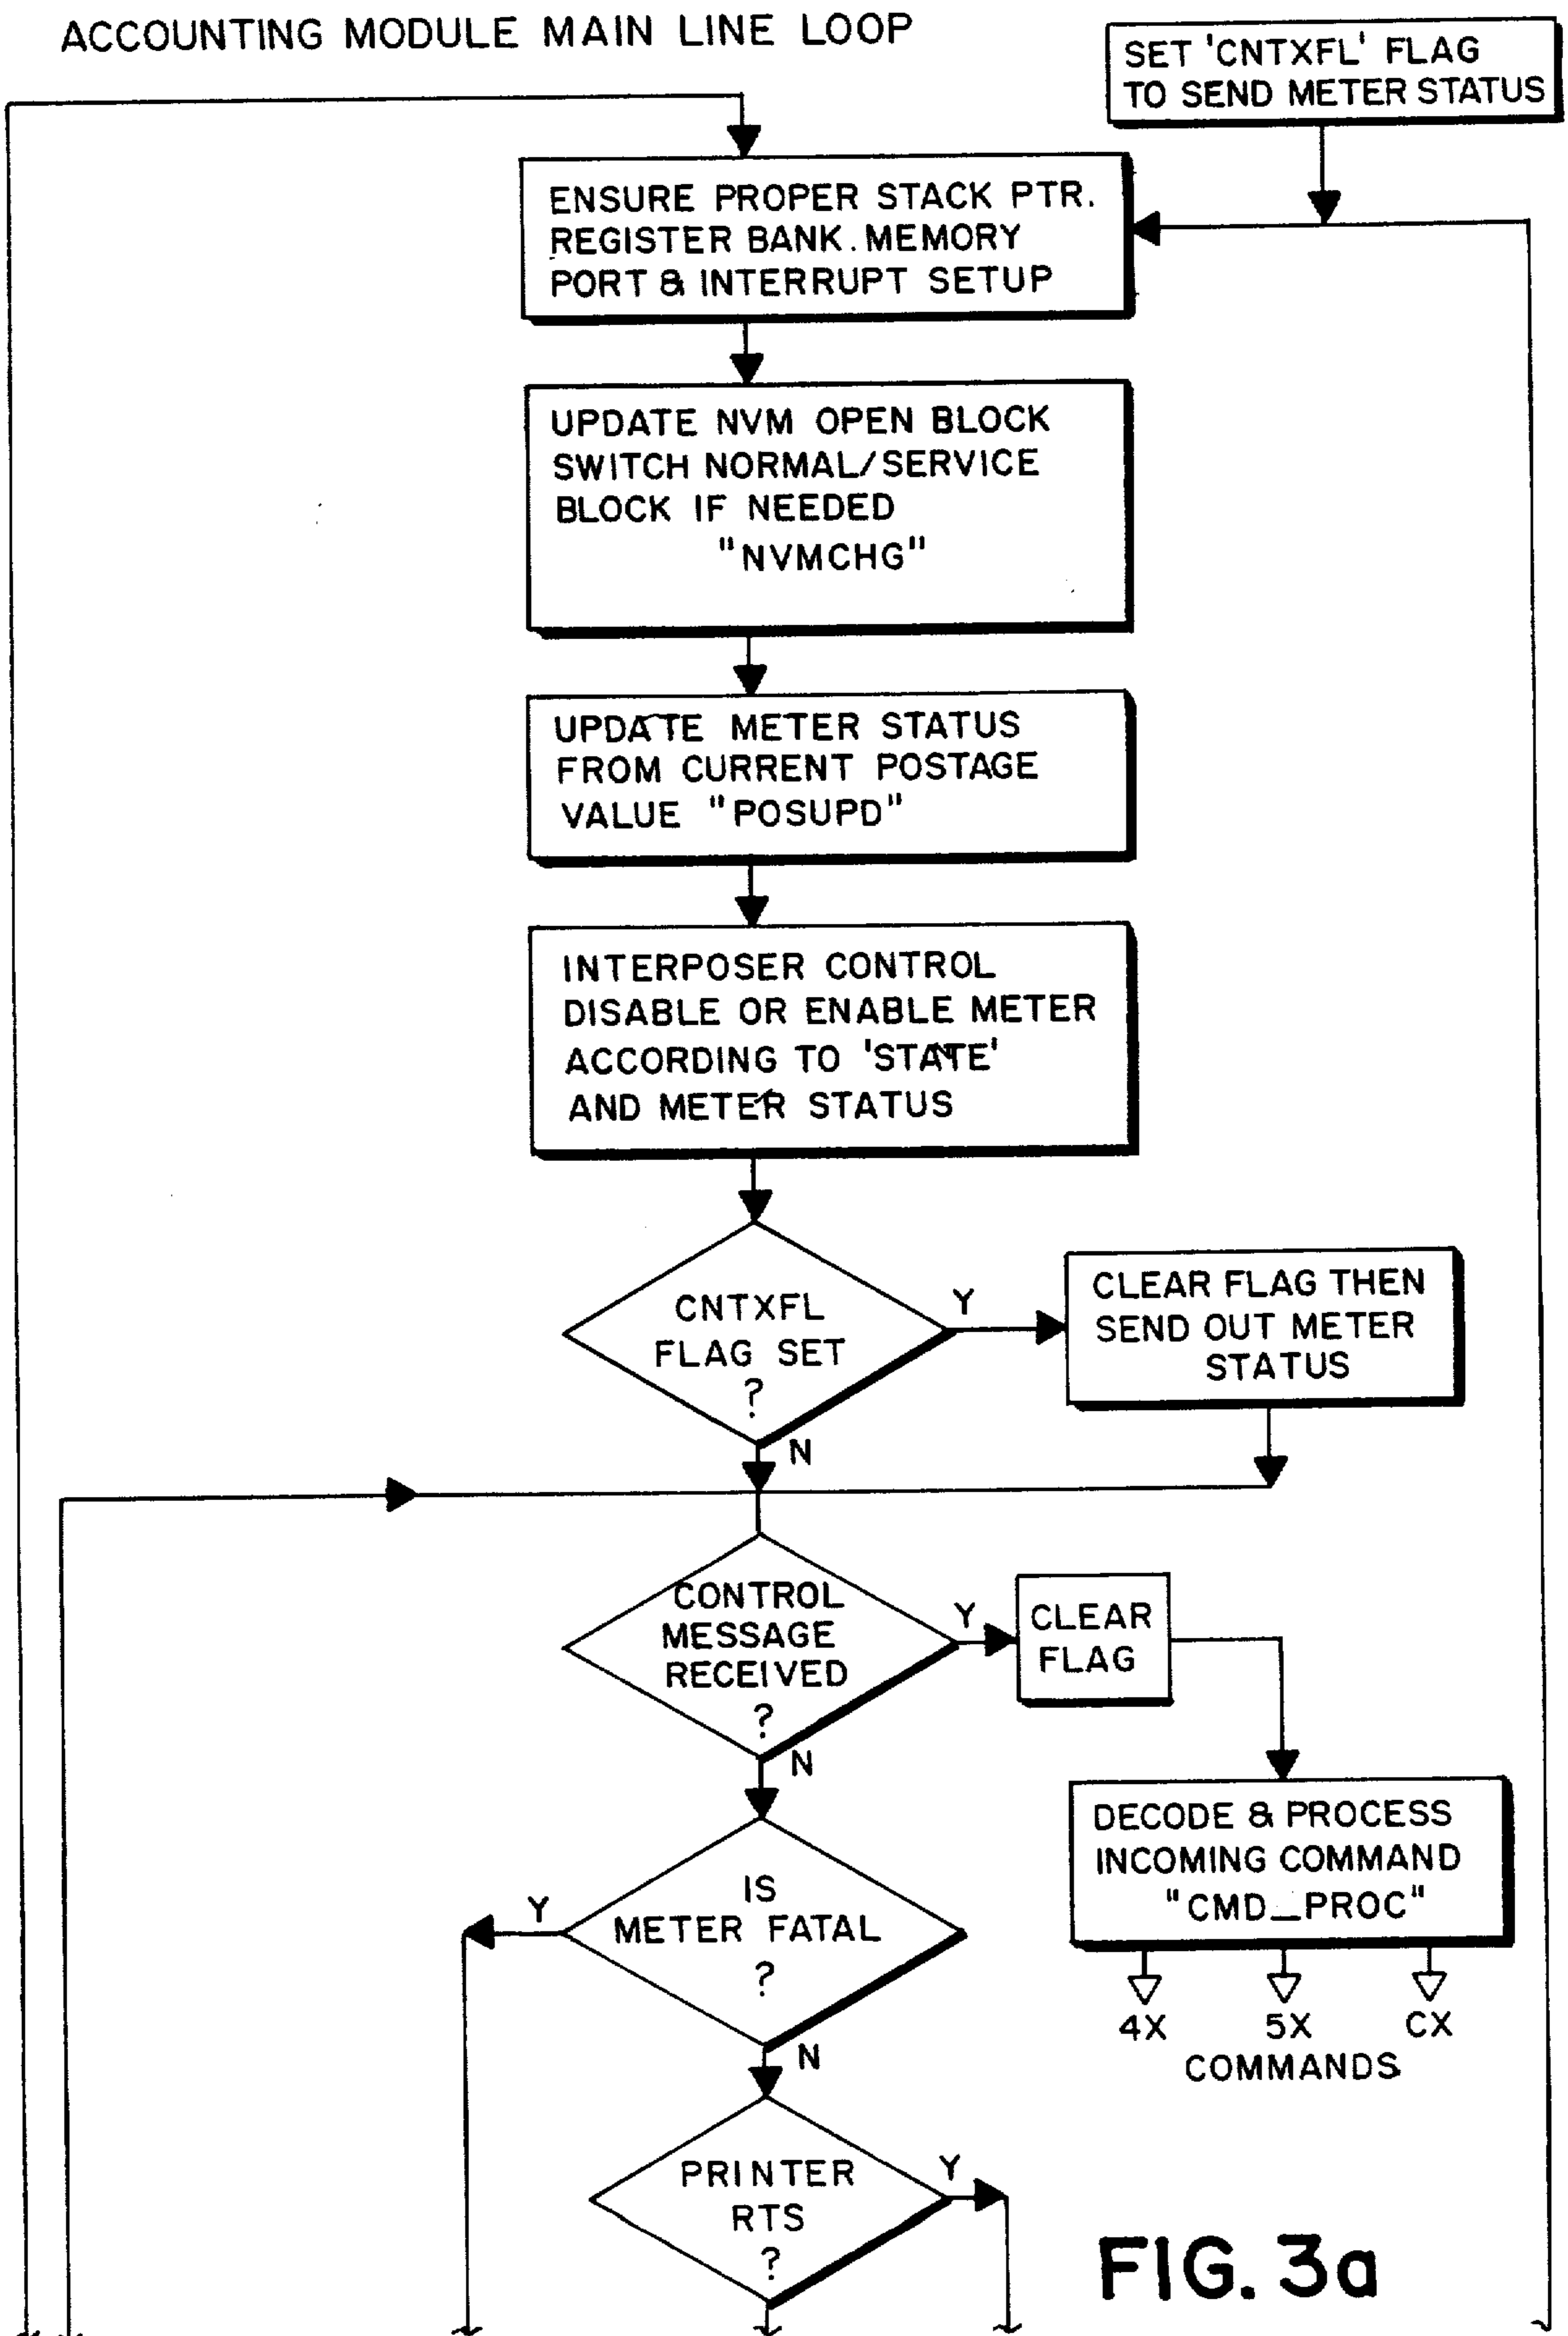 ACCOUNTING MODULE MAIN LINE LOOP
SET 'CNTXFL' FLAG
TO SEND METER STATUS
ENSURE PROPER STACK PTR.
REGISTER BANK. MEMORY
PORT & INTERRUPT SETUP
UPDATE NVM OPEN BLOCK
SWITCH NORMAL/SERVICE
BLOCK IF NEEDED
"NVMCHG"
UPDATE METER STATUS
FROM CURRENT POSTAGE
VALUE "POSUPD"
INTERPOSER CONTROL
DISABLE OR ENABLE METER
ACCORDING TO 'STATE'
AND METER STATUS
CNTXFL
FLAG SET
?
Y
N
CLEAR FLAG THEN
SEND OUT METER
STATUS
CONTROL
MESSAGE
RECEIVED
?
Y
N
CLEAR
FLAG
DECODE & PROCESS
INCOMING COMMAND
"CMD_PROC"
4X 5X CX
COMMANDS
IS
METER FATAL
?
Y
N
PRINTER
RTS
?
Y
FIG. 3a